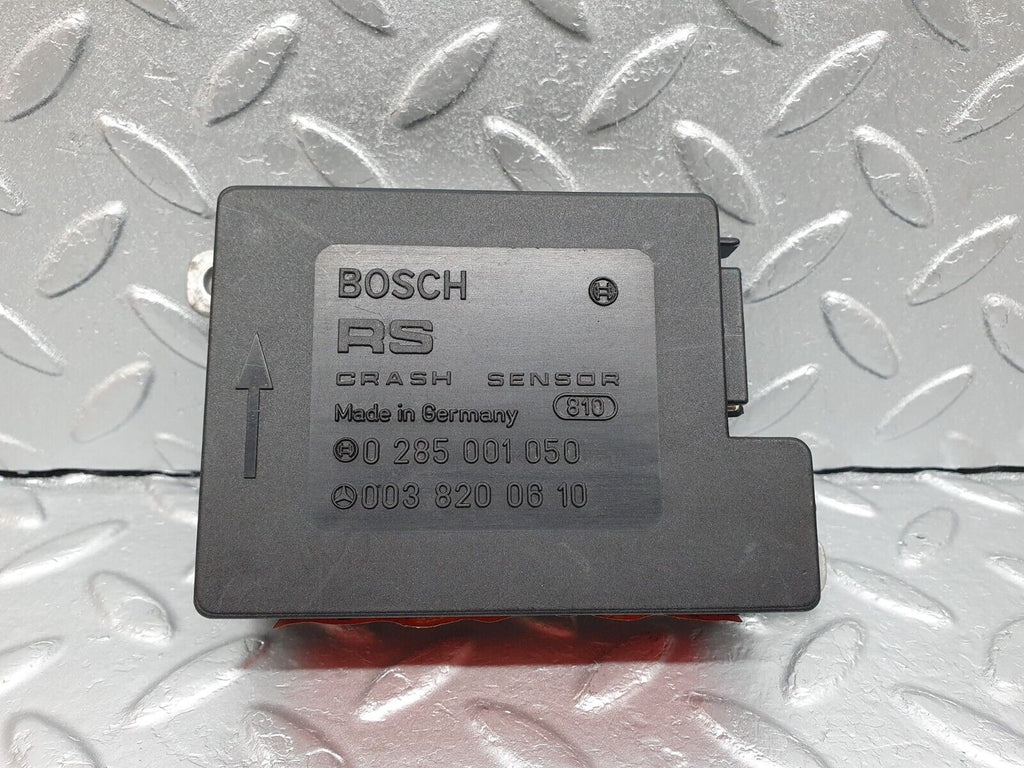 BOSCH
RS
CRASH SENSOR
Made in Germany 810
0 285 001 050
003 820 06 10